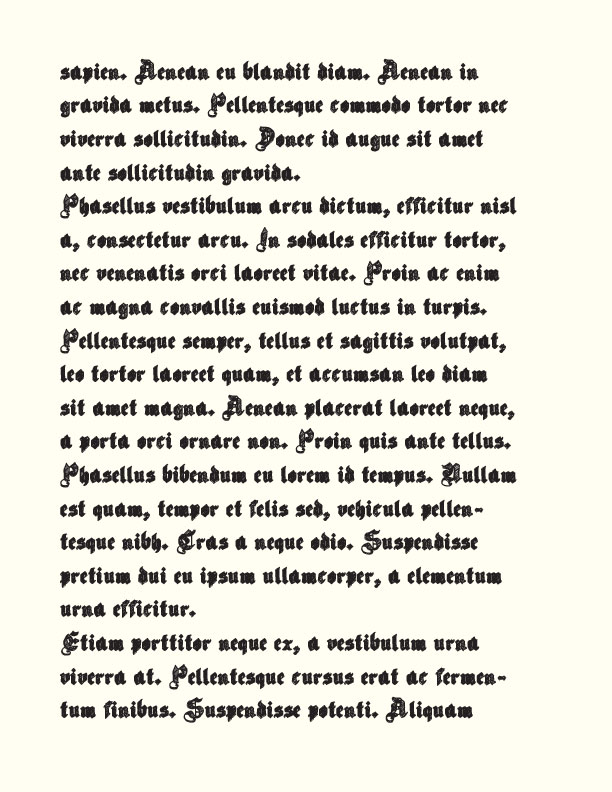 sapien. Aenean eu blandit diam. Aenean in
gravida metus. Pellentesque commodo tortor nec
viverra sollicitudin. Donec id augue sit amet
ante sollicitudin gravida.
Phasellus vestibulum arcu dictum, efficitur nisl
a, consectetur arcu. In sodales efficitur tortor,
nec venenatis orci laoreet vitae. Proin ac enim
ac magna convallis euismod luctus in turpis.
Pellentesque semper, tellus et sagittis volutpat,
leo tortor laoreet quam, et accumsan leo diam
sit amet magna. Aenean placerat laoreet neque,
a porta orci ornare non. Proin quis ante tellus.
Phasellus bibendum eu lorem id tempus. Nullam
est quam, tempor et felis sed, vehicula pellen-
tesque nibh. Cras a neque odio. Suspendisse
pretium dui eu ipsum ullamcorper, a elementum
urna efficitur.
Etiam porttitor neque ex, a vestibulum urna
viverra at. Pellentesque cursus erat ac fermen-
tum finibus. Suspendisse potenti. Aliquam